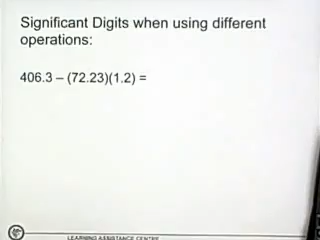 Significant Digits when using different
operations:
406.3 – (72.23)(1.2) =
LEARNING ASSISTANCE CENTRE